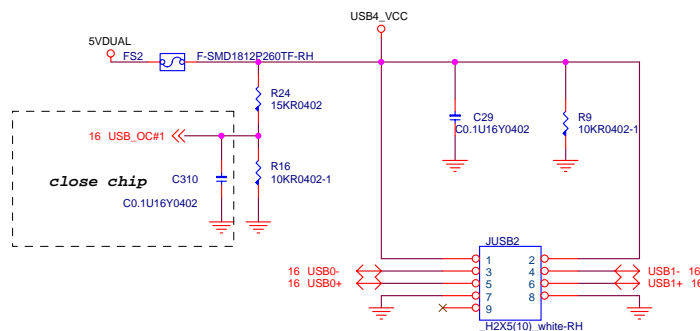 USB4_VCC
5VDUAL
FS2 F-SMD1812P260TF-RH
R24
15KR0402
C29
C0.1U16Y0402
R9
10KR0402-1
16 USB_OC#1
R16
10KR0402-1
close chip
C310
C0.1U16Y0402
JUSB2
1 2
16 USB0- 3 4 USB1- 16
16 USB0+ 5 6 USB1+ 16
7 8
9
_H2X5(10)_white-RH